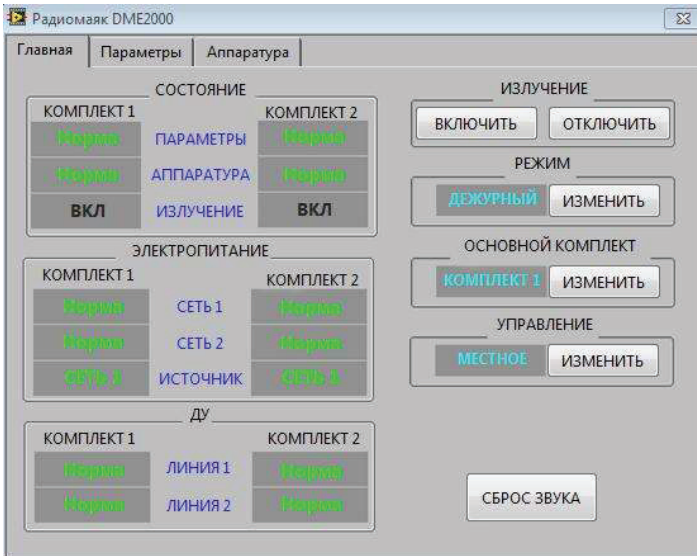 Радиомаяк DME2000
Главная Параметры Аппаратура
СОСТОЯНИЕ
КОМПЛЕКТ 1 КОМПЛЕКТ 2
Норма ПАРАМЕТРЫ Норма
Норма АППАРАТУРА Норма
ВКЛ ИЗЛУЧЕНИЕ ВКЛ
ЭЛЕКТРОПИТАНИЕ
КОМПЛЕКТ 1 КОМПЛЕКТ 2
Норма СЕТЬ 1 Норма
Норма СЕТЬ 2 Норма
СЕТЬ ИСТОЧНИК СЕТЬ
ДУ
КОМПЛЕКТ 1 КОМПЛЕКТ 2
Норма ЛИНИЯ 1 Норма
Норма ЛИНИЯ 2 Норма
ИЗЛУЧЕНИЕ
ВКЛЮЧИТЬ ОТКЛЮЧИТЬ
РЕЖИМ
ДЕЖУРНЫЙ ИЗМЕНИТЬ
ОСНОВНОЙ КОМПЛЕКТ
КОМПЛЕКТ 1 ИЗМЕНИТЬ
УПРАВЛЕНИЕ
МЕСТНОЕ ИЗМЕНИТЬ
СБРОС ЗВУКА